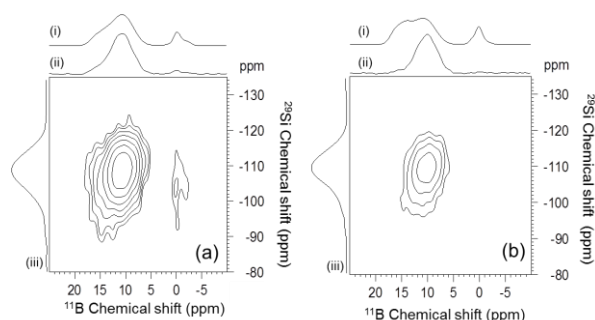 (i)
(ii)
ppm
-130
-120
-110
-100
-90
-80
²⁹Si Chemical shift (ppm)
(a)
(iii)
20 15 10 5 0 -5
¹¹B Chemical shift (ppm)
(i)
(ii)
ppm
-130
-120
-110
-100
-90
-80
²⁹Si Chemical shift (ppm)
(b)
(iii)
20 15 10 5 0 -5
¹¹B Chemical shift (ppm)